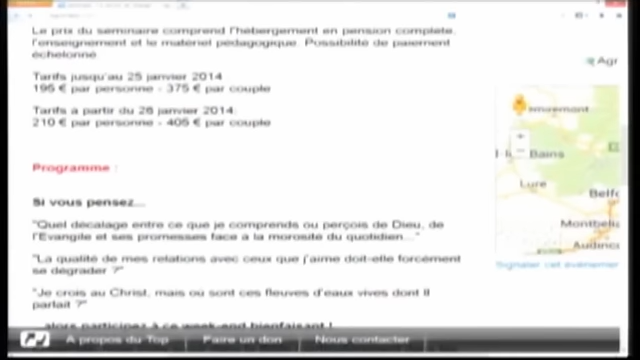 Le prix du seminaire comprend l'hébergement en pension complète,
l'enseignement et le matériel pédagogique. Possibilité de paiement
échelonné.
Tarifs jusqu'au 25 janvier 2014
195 € par personne - 375 € par couple
Tarifs à partir du 26 janvier 2014
210 € par personne - 405 € par couple
Programme :
Si vous pensez...
"Quel décalage entre ce que je comprends ou perçois de Dieu, de
l'Evangile et ses promesses face à la morosité du quotidien..."
"La qualité de mes relations avec ceux que j'aime doit-elle forcément
se dégrader ?"
"Je crois au Christ, mais où sont ces fleuves d'eaux vives dont Il
parlait ?"
...alors participez à ce week-end bienfaisant !
Agr
emiremont
Bains
Lure
Belfo
Montbélia
Audinco
Signaler cet événement
A propos du Top
Faire un don
Nous contacter